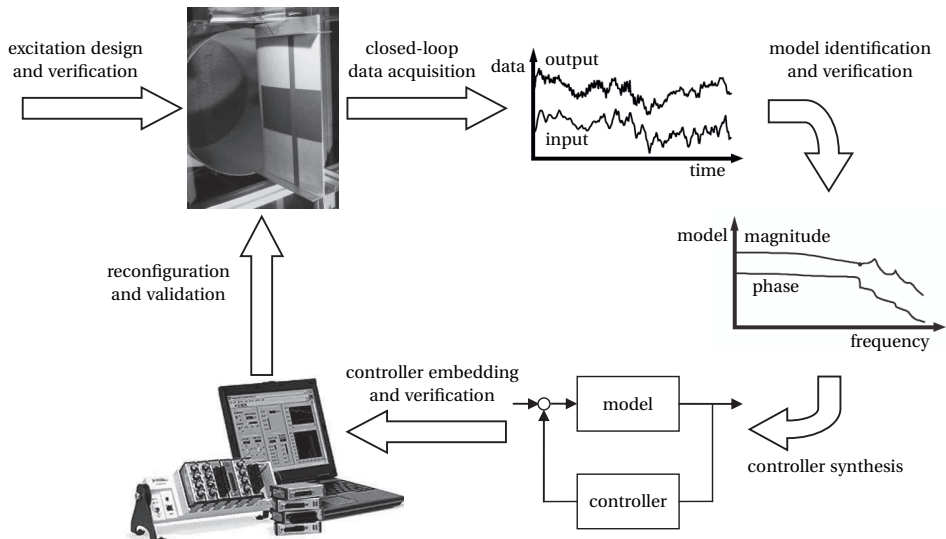 excitation design
and verification
closed-loop
data acquisition
data
output
input
time
model identification
and verification
model
magnitude
phase
frequency
reconfiguration
and validation
controller embedding
and verification
model
controller
controller synthesis